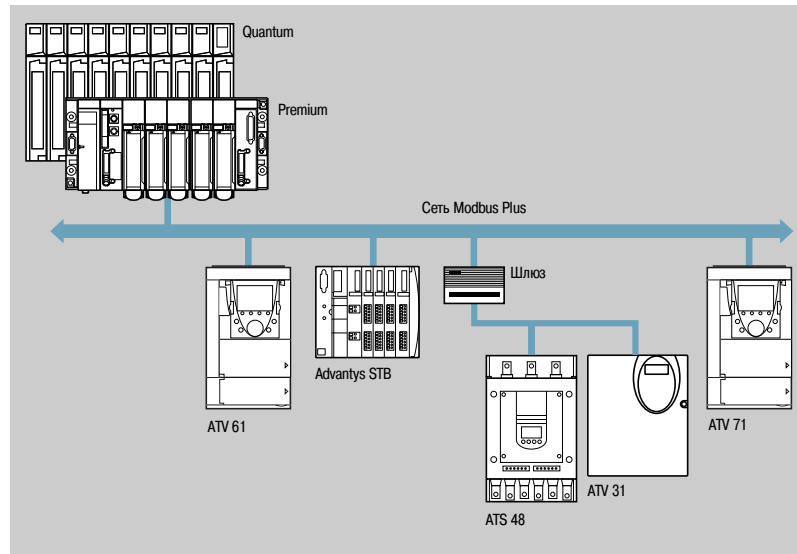 Quantum
Premium
Сеть Modbus Plus
Шлюз
Advantys STB
ATV 61
ATV 71
ATV 31
ATS 48